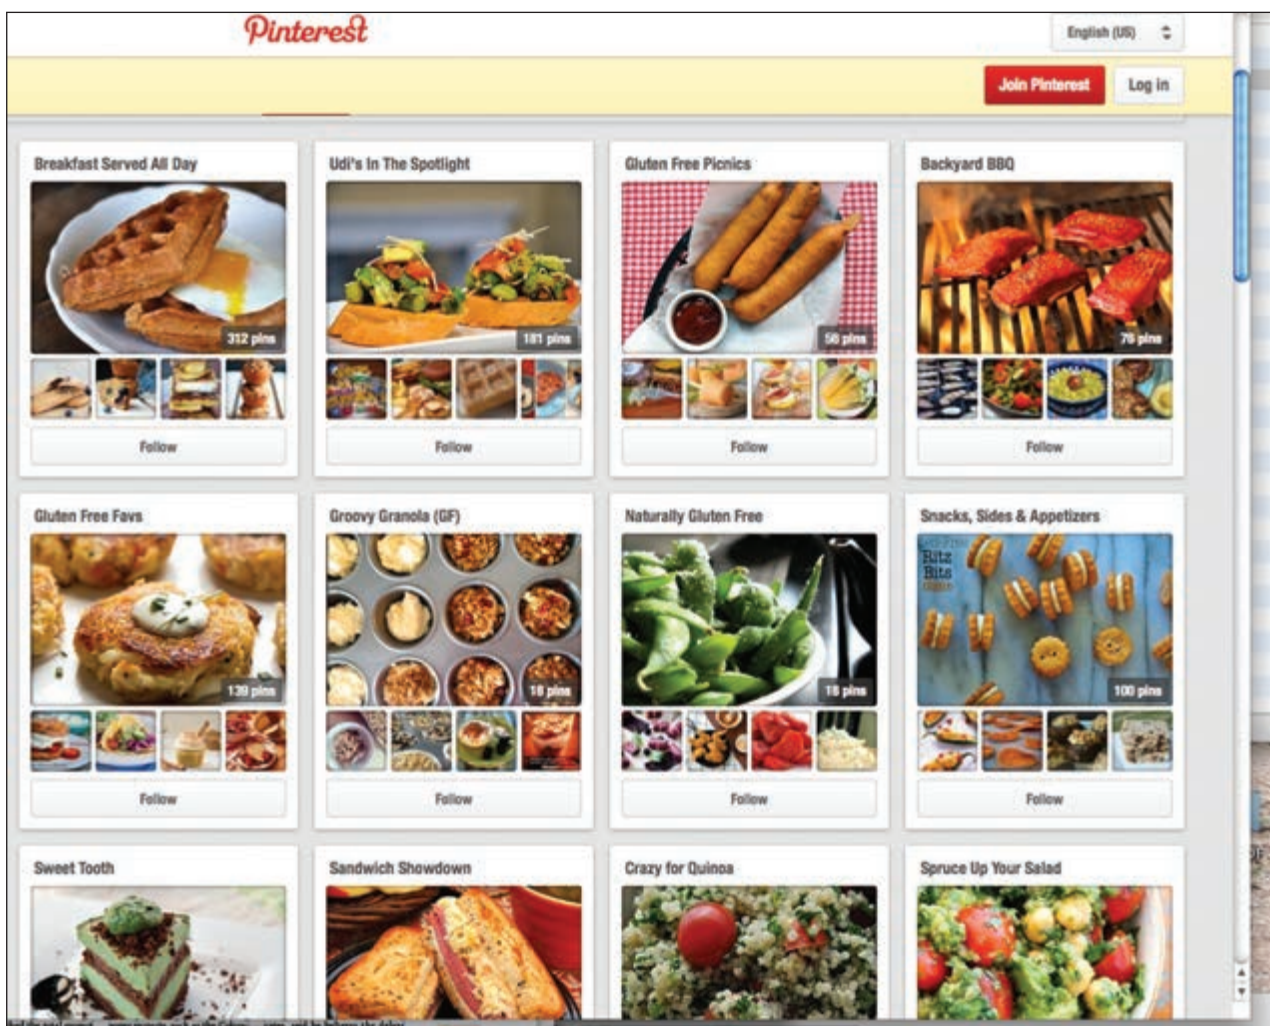 Pinterest
English (US)
Join Pinterest
Log in
Breakfast Served All Day
Udi's In The Spotlight
Gluten Free Picnics
Backyard BBQ
312 pins
181 pins
56 pins
76 pins
Follow
Follow
Follow
Follow
Gluten Free Favs
Groovy Granola (GF)
Naturally Gluten Free
Snacks, Sides & Appetizers
Ritz
Bits
139 pins
16 pins
16 pins
100 pins
Follow
Follow
Follow
Follow
Sweet Tooth
Sandwich Showdown
Crazy for Quinoa
Spruce Up Your Salad